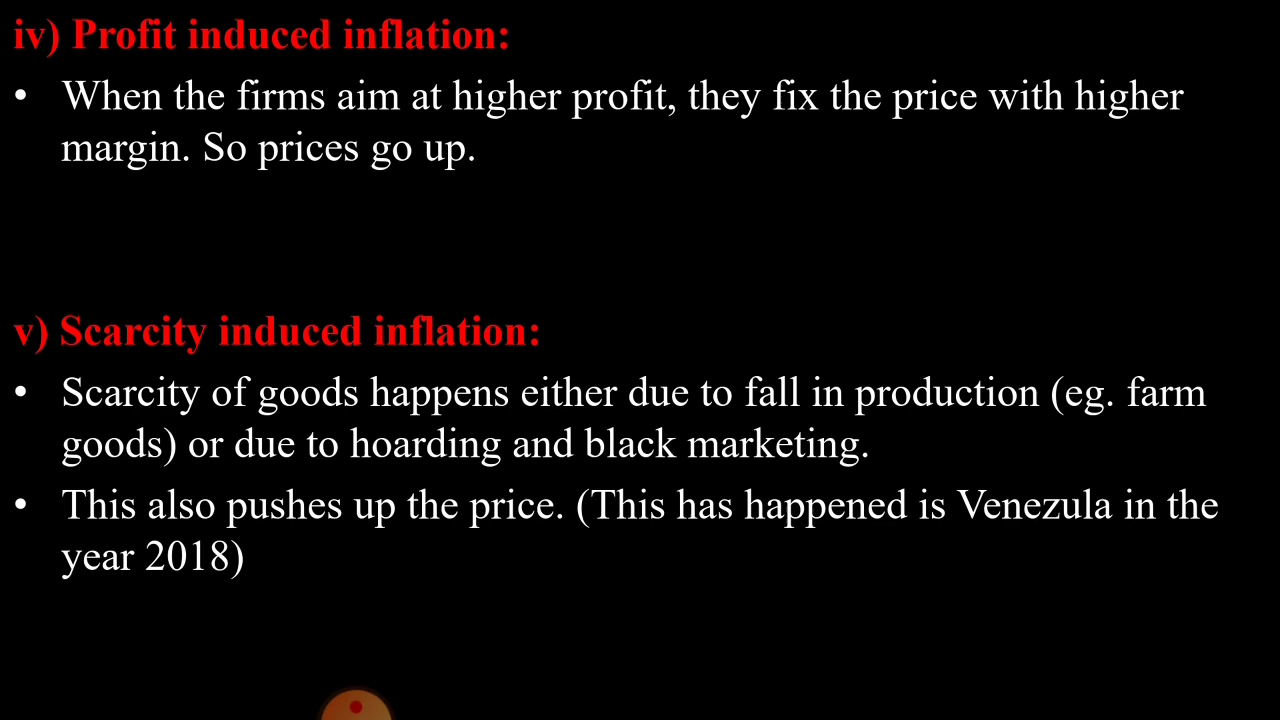 iv) Profit induced inflation:
• When the firms aim at higher profit, they fix the price with higher
margin. So prices go up.
v) Scarcity induced inflation:
• Scarcity of goods happens either due to fall in production (eg. farm
goods) or due to hoarding and black marketing.
• This also pushes up the price. (This has happened is Venezula in the
year 2018)